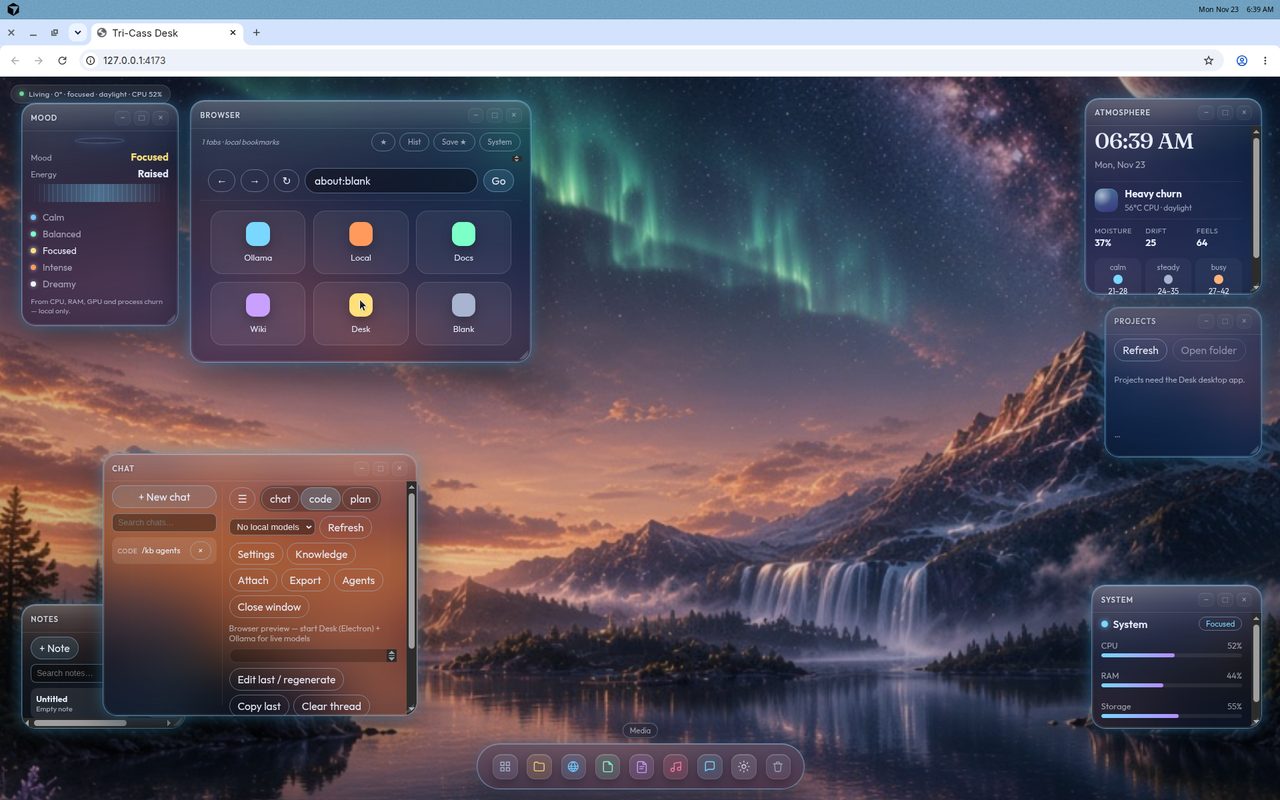 Mon Nov 23 6:39 AM
Tri-Cass Desk
127.0.0.1:4173
Living · 0° · focused · daylight · CPU 52%
MOOD
Mood Focused
Energy Raised
Calm
Balanced
Focused
Intense
Dreamy
From CPU, RAM, GPU and process churn
— local only.
BROWSER
1 tabs · local bookmarks
★ Hist Save ★ System
← → ↻ about:blank Go
Ollama Local Docs
Wiki Desk Blank
ATMOSPHERE
06:39 AM
Mon, Nov 23
Heavy churn
56°C CPU · daylight
MOISTURE DRIFT FEELS
37% 25 64
calm steady busy
21–28 24–35 27–42
PROJECTS
Refresh Open folder
Projects need the Desk desktop app.
...
CHAT
+ New chat
Search chats...
CODE /kb agents ×
☰ chat code plan
No local models Refresh
Settings Knowledge
Attach Export Agents
Close window
Browser preview — start Desk (Electron) +
Ollama for live models
Edit last / regenerate
Copy last Clear thread
NOTES
+ Note
Search notes...
Untitled
Empty note
SYSTEM
System Focused
CPU 52%
RAM 44%
Storage 55%
Media